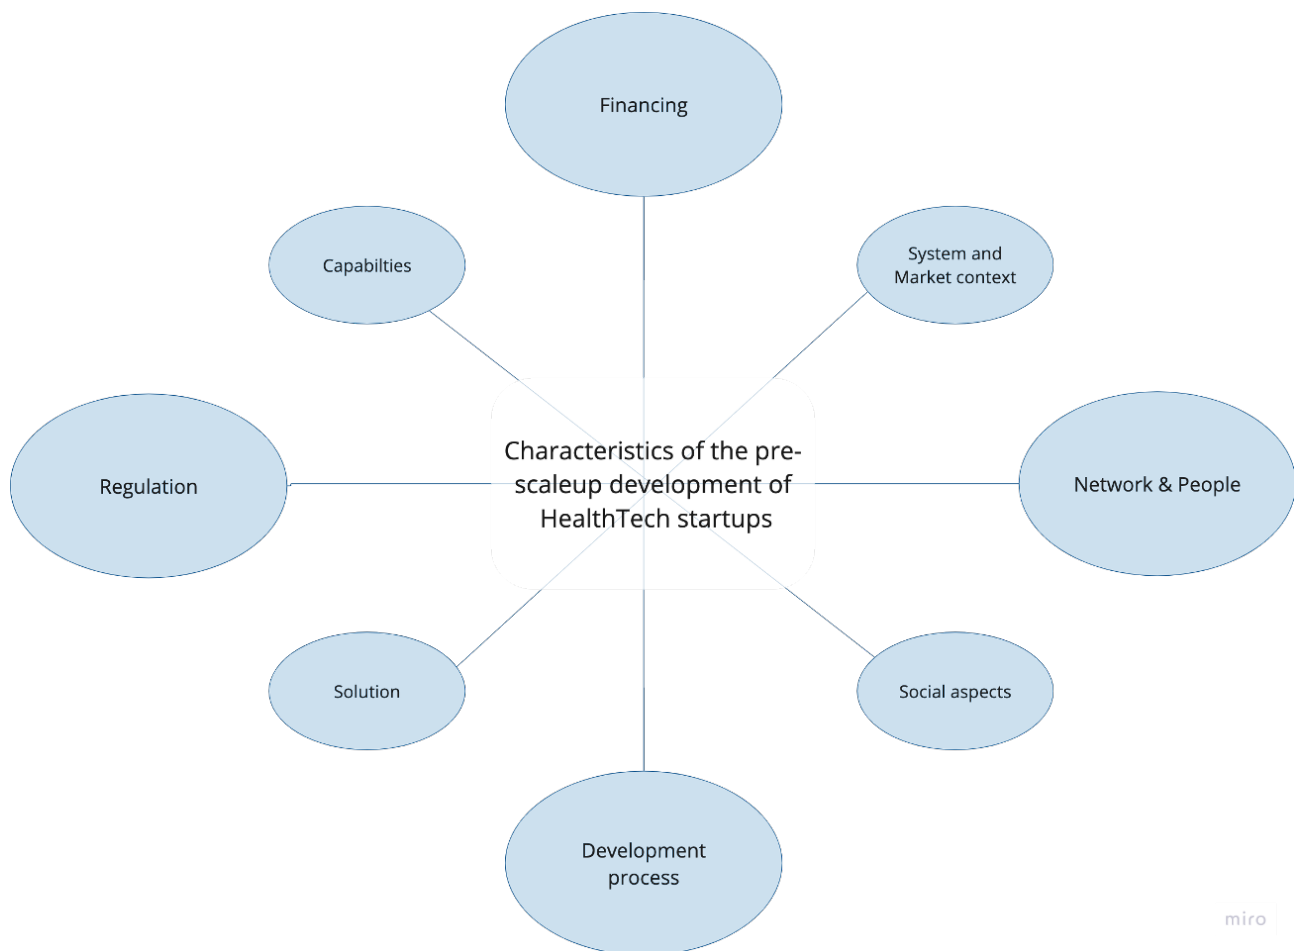 Financing
Capabilties
System and
Market context
Characteristics of the pre-
scaleup development of
HealthTech startups
Regulation
Network & People
Solution
Social aspects
Development
process
miro